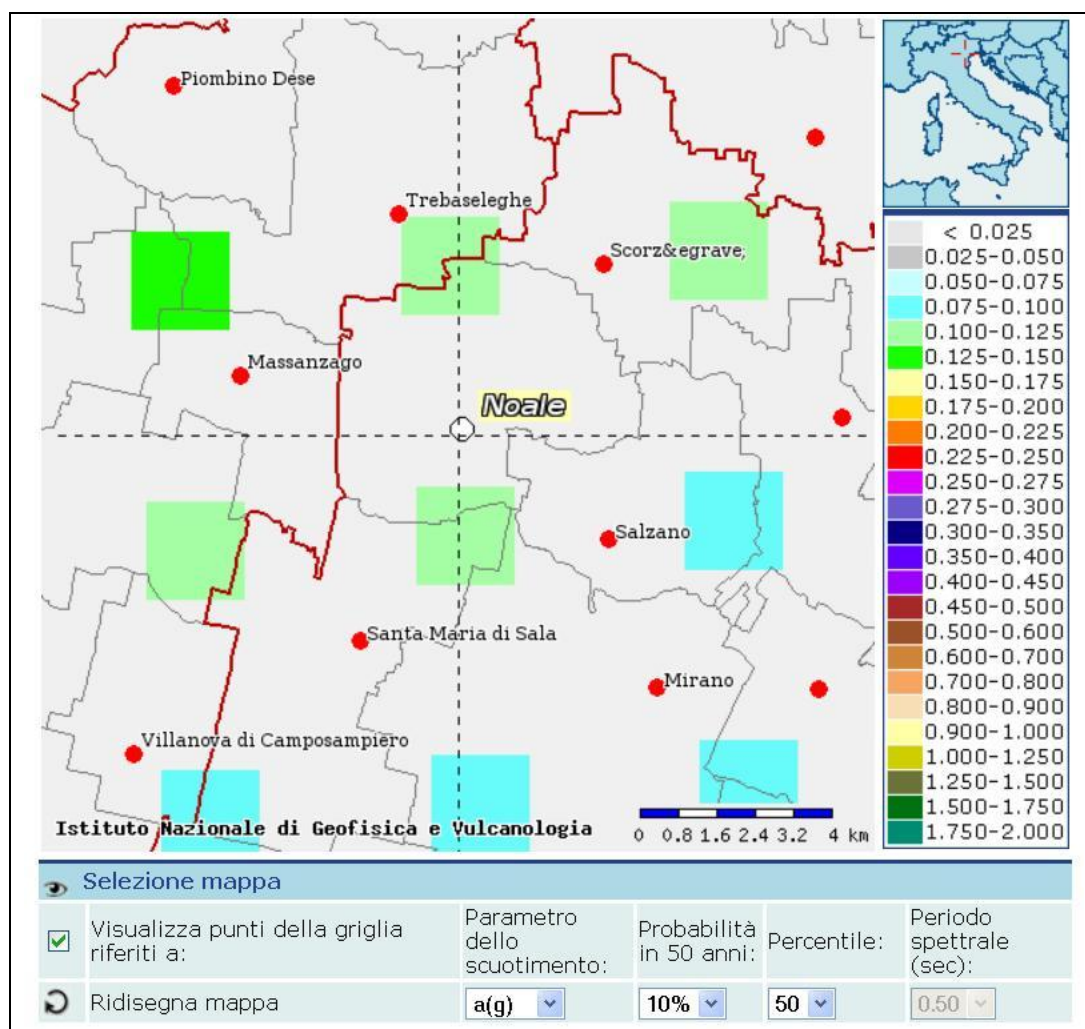 Piombino Dese
Trebaseleghe
Scorz&egrave;
Massanzago
Noale
Salzano
Santa Maria di Sala
Mirano
Villanova di Camposampiero
Istituto Nazionale di Geofisica e Vulcanologia
0 0.8 1.6 2.4 3.2 4 km
< 0.025
0.025-0.050
0.050-0.075
0.075-0.100
0.100-0.125
0.125-0.150
0.150-0.175
0.175-0.200
0.200-0.225
0.225-0.250
0.250-0.275
0.275-0.300
0.300-0.350
0.350-0.400
0.400-0.450
0.450-0.500
0.500-0.600
0.600-0.700
0.700-0.800
0.800-0.900
0.900-1.000
1.000-1.250
1.250-1.500
1.500-1.750
1.750-2.000
Selezione mappa
Visualizza punti della griglia
riferiti a:
Parametro
dello
scuotimento:
Probabilità
in 50 anni:
Percentile:
Periodo
spettrale
(sec):
Ridisegna mappa
a(g)
10%
50
0.50